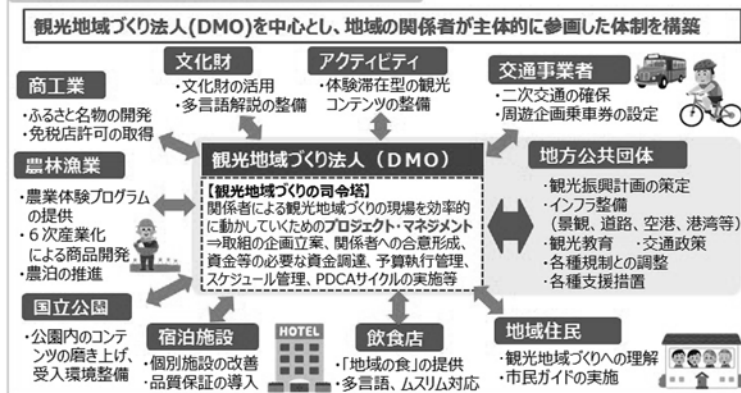 観光地域づくり法人(DMO)を中心とし、地域の関係者が主体的に参画した体制を構築
商工業
・ふるさと名物の開発
・免税店許可の取得
文化財
・文化財の活用
・多言語解説の整備
アクティビティ
・体験滞在型の観光
コンテンツの整備
交通事業者
・二次交通の確保
・周遊企画乗車券の設定
農林漁業
・農業体験プログラム
の提供
・6次産業化
による商品開発
・農泊の推進
観光地域づくり法人(DMO)
【観光地域づくりの司令塔】
関係者による観光地域づくりの現場を効率的
に動かしていくためのプロジェクト・マネジメント
⇒取組の企画立案、関係者への合意形成、
資金等の必要な資金調達、予算執行管理、
スケジュール管理、PDCAサイクルの実施等
地方公共団体
・観光振興計画の策定
・インフラ整備
(景観、道路、空港、港湾等)
・観光教育 ・交通政策
・各種規制との調整
・各種支援措置
国立公園
・公園内のコンテ
ンツの磨き上げ、
受入環境整備
宿泊施設
・個別施設の改善
・品質保証の導入
HOTEL
飲食店
・「地域の食」の提供
・多言語、ムスリム対応
地域住民
・観光地域づくりへの理解
・市民ガイドの実施